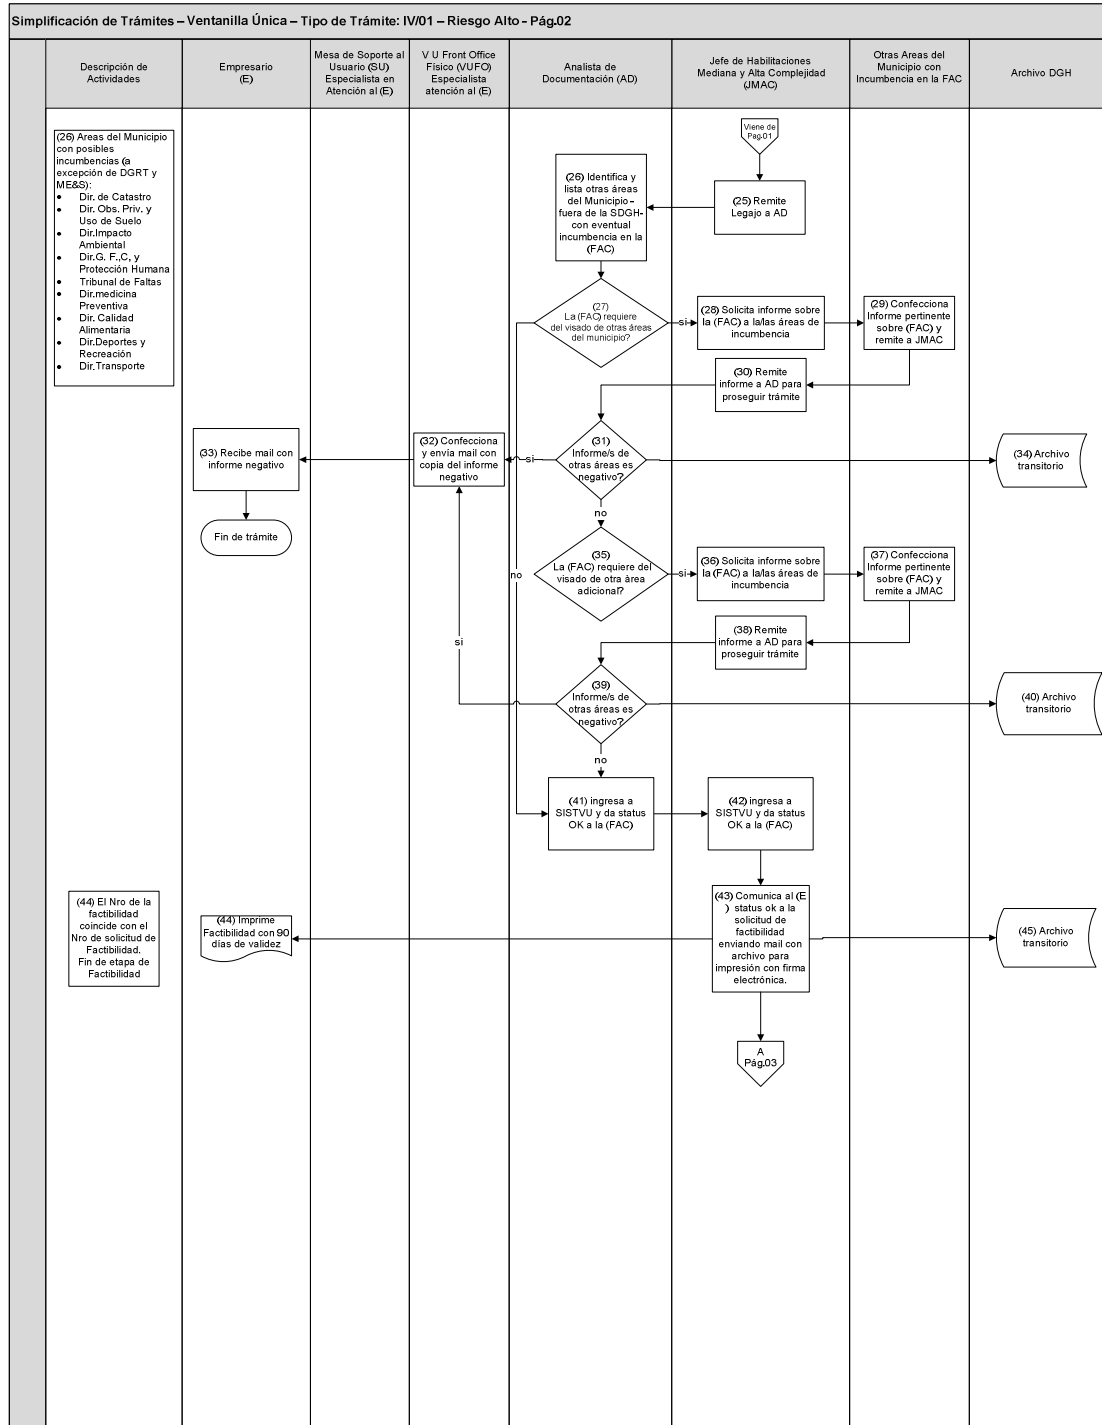 Simplificación de Trámites – Ventanilla Única – Tipo de Trámite: IV/01 – Riesgo Alto - Pág.02
Descripción de
Actividades
Empresario
(E)
Mesa de Soporte al
Usuario (SU)
Especialista en
Atención al (E)
V U Front Office
Físico (VUFO)
Especialista
atención al (E)
Analista de
Documentación (AD)
Jefe de Habilitaciones
Mediana y Alta Complejidad
(JMAC)
Otras Areas del
Municipio con
Incumbencia en la FAC
Archivo DGH
(26) Areas del Municipio
con posibles
incumbencias (a
excepción de DGRT y
ME&S):
• Dir. de Catastro
• Dir. Obs. Priv. y
Uso de Suelo
• Dir.Impacto
Ambiental
• Dir.G. F.,C, y
Protección Humana
• Tribunal de Faltas
• Dir.medicina
Preventiva
• Dir. Calidad
Alimentaria
• Dir.Deportes y
Recreación
• Dir.Transporte
Viene de
Pag.01
(25) Remite
Legajo a AD
(26) Identifica y
lista otras áreas
del Municipio –
fuera de la SDGH-
con eventual
incumbencia en la
(FAC)
(27)
La (FAC) requiere
del visado de otras áreas
del municipio?
si
(28) Solicita informe sobre
la (FAC) a la/las áreas de
incumbencia
(29) Confecciona
Informe pertinente
sobre (FAC) y
remite a JMAC
(30) Remite
informe a AD para
proseguir trámite
(31)
Informe/s de
otras áreas es
negativo?
si
(32) Confecciona
y envía mail con
copia del informe
negativo
(33) Recibe mail con
informe negativo
(34) Archivo
transitorio
Fin de trámite
no
(35)
La (FAC) requiere del
visado de otra àrea
adicional?
no
si
(36) Solicita informe sobre
la (FAC) a la/las áreas de
incumbencia
(37) Confecciona
Informe pertinente
sobre (FAC) y
remite a JMAC
(38) Remite
informe a AD para
proseguir trámite
si
(39)
Informe/s de
otras áreas es
negativo?
(40) Archivo
transitorio
no
(41) ingresa a
SISTVU y da status
OK a la (FAC)
(42) ingresa a
SISTVU y da status
OK a la (FAC)
(43) Comunica al (E
) status ok a la
solicitud de
factibilidad
enviando mail con
archivo para
impresión con firma
electrónica.
(44) El Nro de la
factibilidad
coincide con el
Nro de solicitud de
Factibilidad.
Fin de etapa de
Factibilidad
(44) Imprime
Factibilidad con 90
días de validez
(45) Archivo
transitorio
A
Pág.03